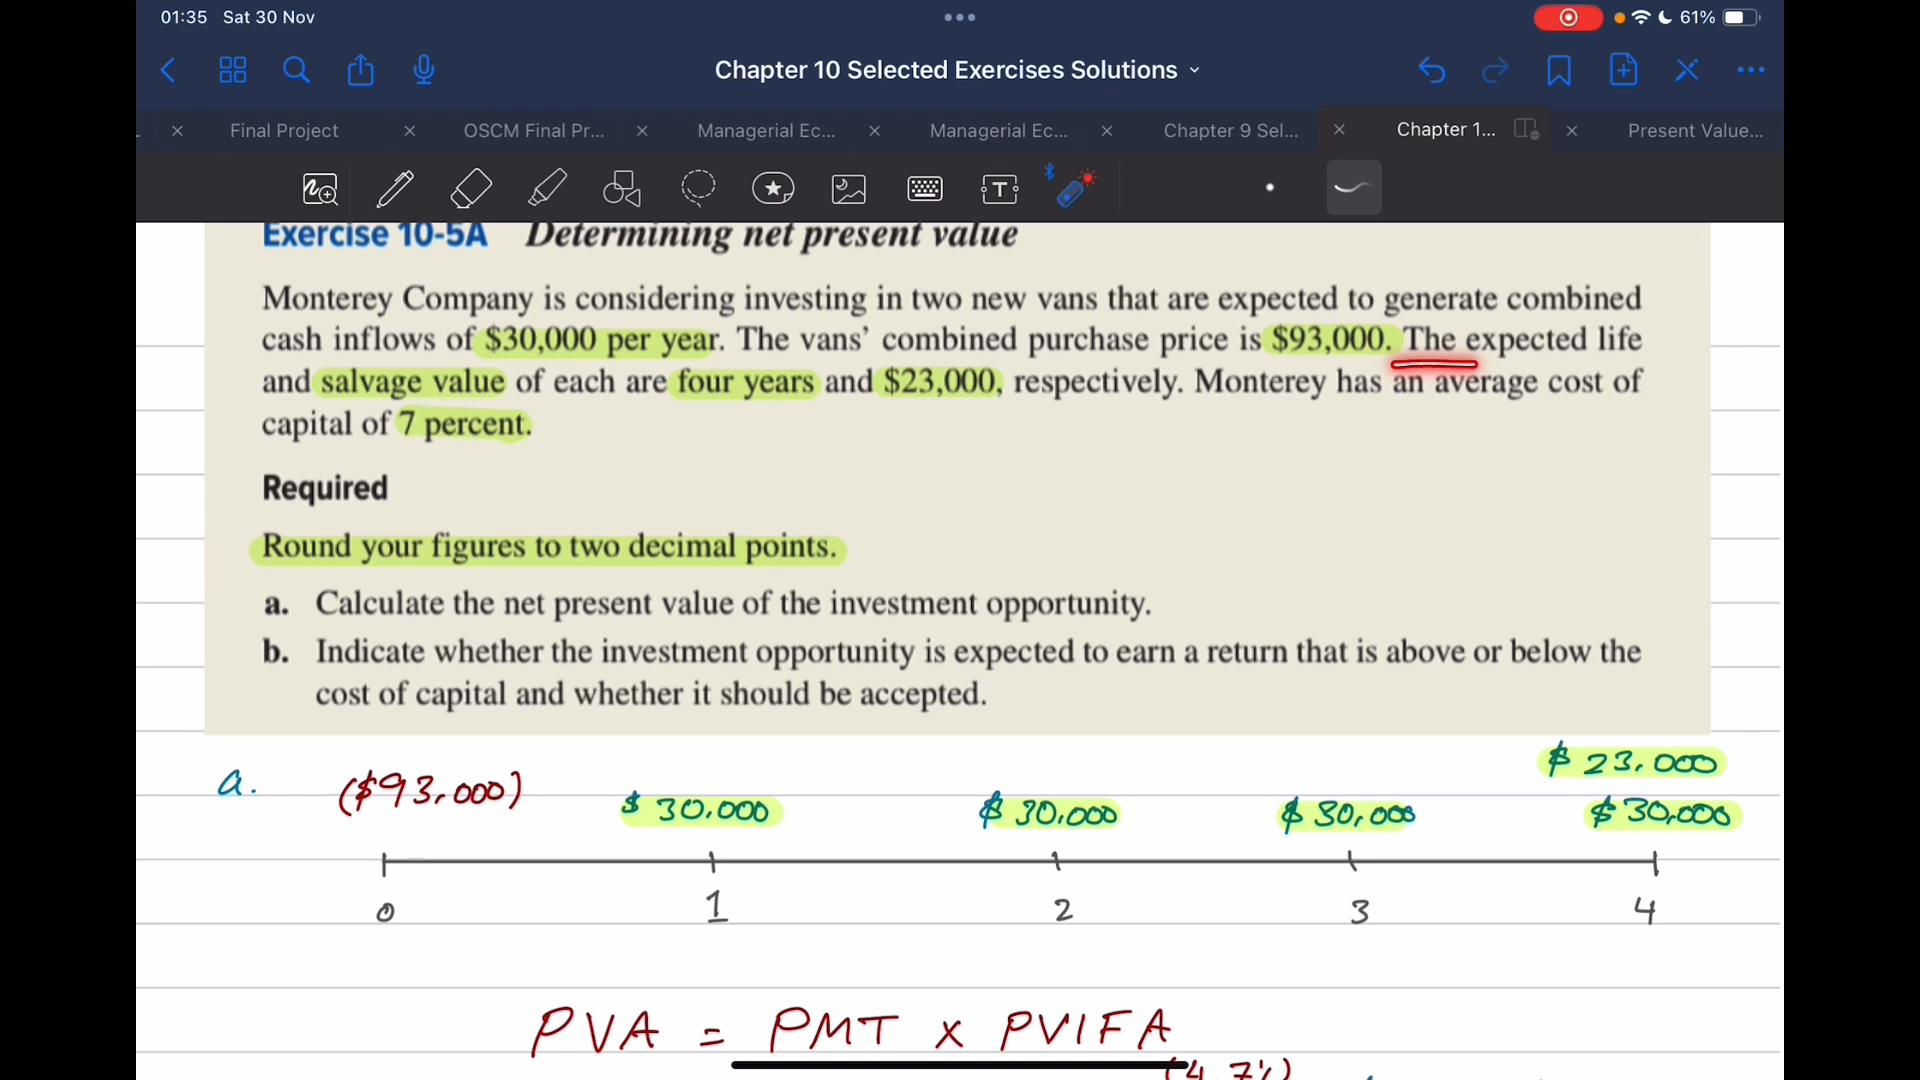 01:35 Sat 30 Nov
61%
Chapter 10 Selected Exercises Solutions
Final Project
OSCM Final Pr...
Managerial Ec...
Managerial Ec...
Chapter 9 Sel...
Chapter 1...
Present Value...
Exercise 10-5A Determining net present value
Monterey Company is considering investing in two new vans that are expected to generate combined
cash inflows of $30,000 per year. The vans’ combined purchase price is $93,000. The expected life
and salvage value of each are four years and $23,000, respectively. Monterey has an average cost of
capital of 7 percent.
Required
Round your figures to two decimal points.
a. Calculate the net present value of the investment opportunity.
b. Indicate whether the investment opportunity is expected to earn a return that is above or below the
cost of capital and whether it should be accepted.
$ 23,000
a. ($93,000) $ 30,000 $ 30,000 $ 30,000 $ 30,000
0 1 2 3 4
PVA = PMT x PVIFA
(4, 7%)